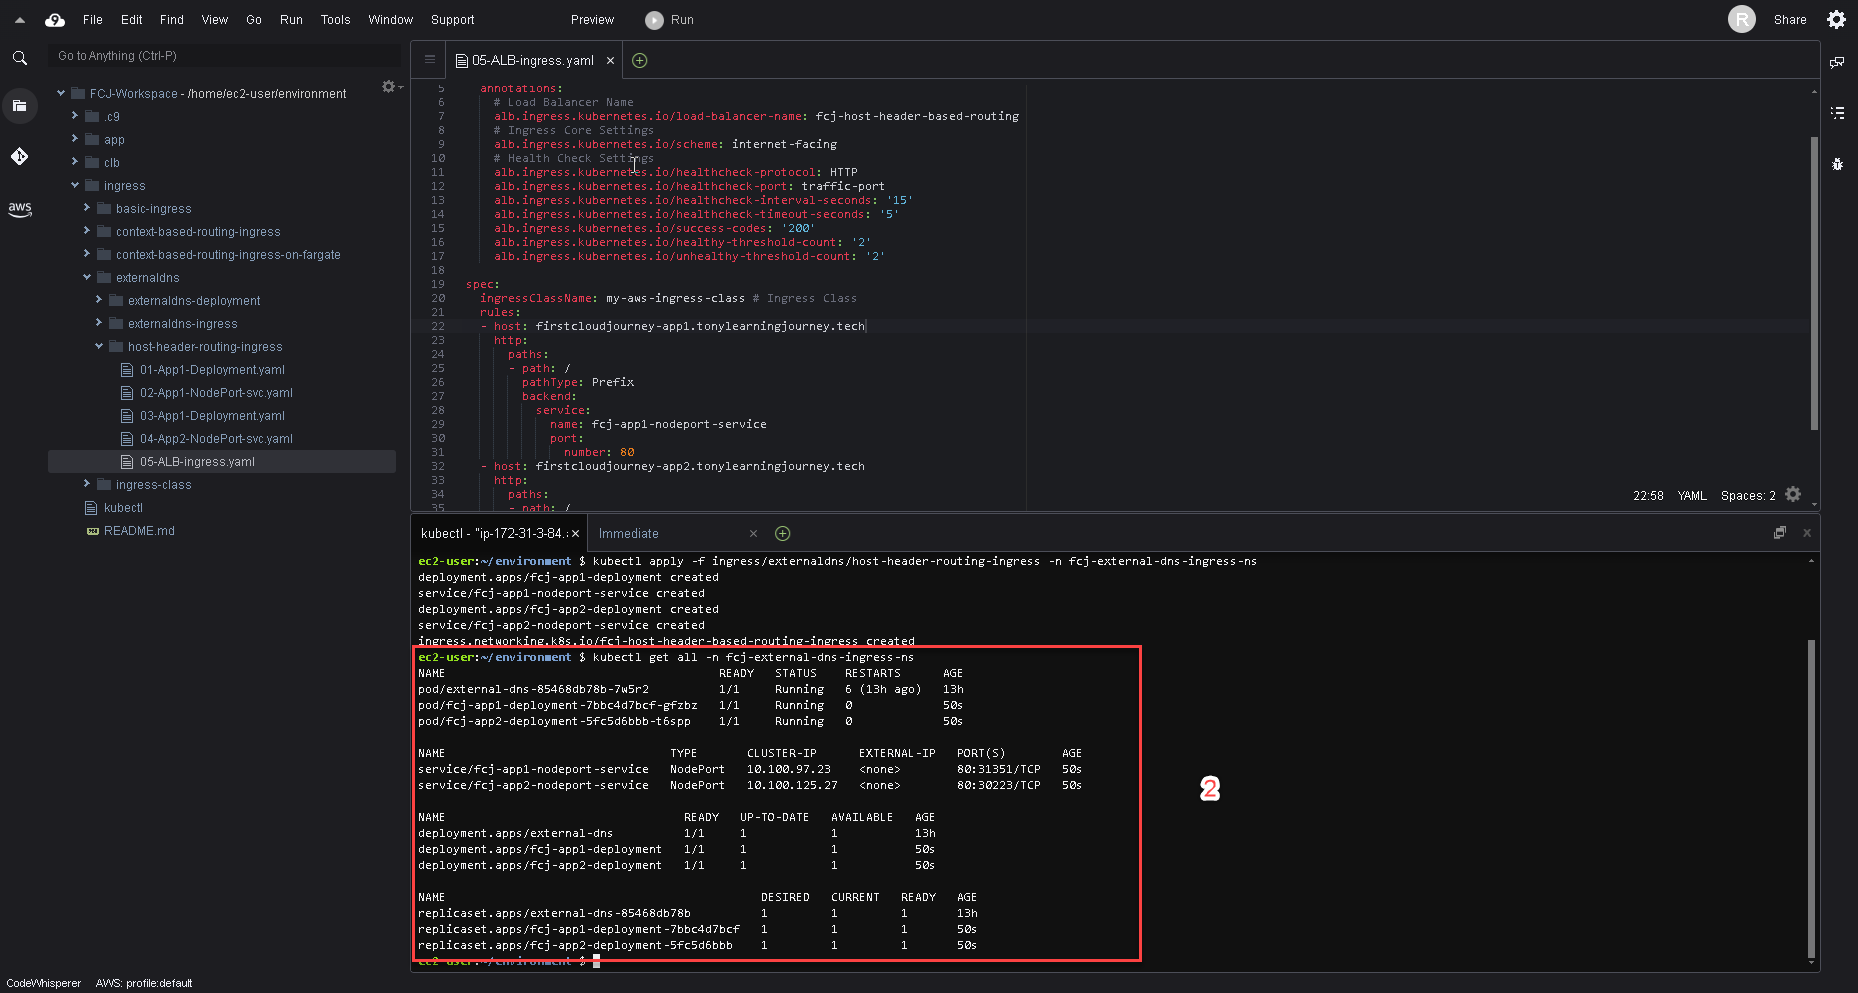 File Edit Find View Go Run Tools Window Support Preview Run R Share
Go to Anything (Ctrl-P)
FCJ-Workspace - /home/ec2-user/environment
.c9
app
clb
ingress
basic-ingress
context-based-routing-ingress
context-based-routing-ingress-on-fargate
externaldns
externaldns-deployment
externaldns-ingress
host-header-routing-ingress
01-App1-Deployment.yaml
02-App1-NodePort-svc.yaml
03-App1-Deployment.yaml
04-App2-NodePort-svc.yaml
05-ALB-ingress.yaml
ingress-class
kubectl
README.md
aws
05-ALB-ingress.yaml
5 annotations:
6 # Load Balancer Name
7 alb.ingress.kubernetes.io/load-balancer-name: fcj-host-header-based-routing
8 # Ingress Core Settings
9 alb.ingress.kubernetes.io/scheme: internet-facing
10 # Health Check Settings
11 alb.ingress.kubernetes.io/healthcheck-protocol: HTTP
12 alb.ingress.kubernetes.io/healthcheck-port: traffic-port
13 alb.ingress.kubernetes.io/healthcheck-interval-seconds: '15'
14 alb.ingress.kubernetes.io/healthcheck-timeout-seconds: '5'
15 alb.ingress.kubernetes.io/success-codes: '200'
16 alb.ingress.kubernetes.io/healthy-threshold-count: '2'
17 alb.ingress.kubernetes.io/unhealthy-threshold-count: '2'
18
19 spec:
20 ingressClassName: my-aws-ingress-class # Ingress Class
21 rules:
22 - host: firstcloudjourney-app1.tonylearningjourney.tech
23 http:
24 paths:
25 - path: /
26 pathType: Prefix
27 backend:
28 service:
29 name: fcj-app1-nodeport-service
30 port:
31 number: 80
32 - host: firstcloudjourney-app2.tonylearningjourney.tech
33 http:
34 paths:
35 - path: /
22:58 YAML Spaces: 2
kubectl - "ip-172-31-3-84.: Immediate
ec2-user:~/environment $ kubectl apply -f ingress/externaldns/host-header-routing-ingress -n fcj-external-dns-ingress-ns
deployment.apps/fcj-app1-deployment created
service/fcj-app1-nodeport-service created
deployment.apps/fcj-app2-deployment created
service/fcj-app2-nodeport-service created
ingress.networking.k8s.io/fcj-host-header-based-routing-ingress created
ec2-user:~/environment $ kubectl get all -n fcj-external-dns-ingress-ns
NAME READY STATUS RESTARTS AGE
pod/external-dns-85468db78b-7w5r2 1/1 Running 6 (13h ago) 13h
pod/fcj-app1-deployment-7bbc4d7bcf-gfzbz 1/1 Running 0 50s
pod/fcj-app2-deployment-5fc5d6bbb-t6spp 1/1 Running 0 50s
NAME TYPE CLUSTER-IP EXTERNAL-IP PORT(S) AGE
service/fcj-app1-nodeport-service NodePort 10.100.97.23 <none> 80:31351/TCP 50s
service/fcj-app2-nodeport-service NodePort 10.100.125.27 <none> 80:30223/TCP 50s
NAME READY UP-TO-DATE AVAILABLE AGE
deployment.apps/external-dns 1/1 1 1 13h
deployment.apps/fcj-app1-deployment 1/1 1 1 50s
deployment.apps/fcj-app2-deployment 1/1 1 1 50s
NAME DESIRED CURRENT READY AGE
replicaset.apps/external-dns-85468db78b 1 1 1 13h
replicaset.apps/fcj-app1-deployment-7bbc4d7bcf 1 1 1 50s
replicaset.apps/fcj-app2-deployment-5fc5d6bbb 1 1 1 50s
ec2-user:~/environment $
2
CodeWhisperer AWS: profile:default